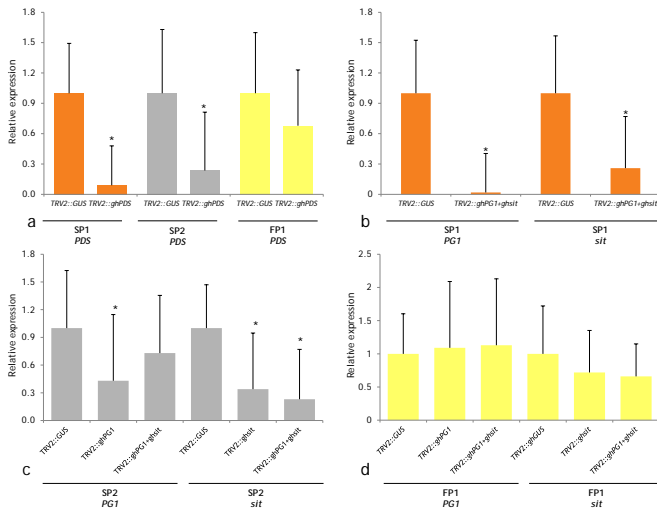 Relative expression
1.8
1.5
1.2
0.9
0.6
0.3
0
*
*
TRV2::GUS TRV2::ghPDS TRV2::GUS TRV2::ghPDS TRV2::GUS TRV2::ghPDS
a
SP1 SP2 FP1
PDS PDS PDS
Relative expression
1.8
1.5
1.2
0.9
0.6
0.3
0
*
*
TRV2::GUS TRV2::ghPG1+ghsit TRV2::GUS TRV2::ghPG1+ghsit
b
SP1 SP1
PG1 sit
Relative expression
1.8
1.5
1.2
0.9
0.6
0.3
0.0
*
*
*
TRV2::GUS TRV2::ghPG1 TRV2::ghPG1+ghsit TRV2::GUS TRV2::ghsit TRV2::ghPG1+ghsit
c
SP2 SP2
PG1 sit
Relative expression
2.5
2
1.5
1
0.5
0
TRV2::GUS TRV2::ghPG1 TRV2::ghPG1+ghsit TRV2::ghGUS TRV2::ghsit TRV2::ghPG1+ghsit
d
FP1 FP1
PG1 sit